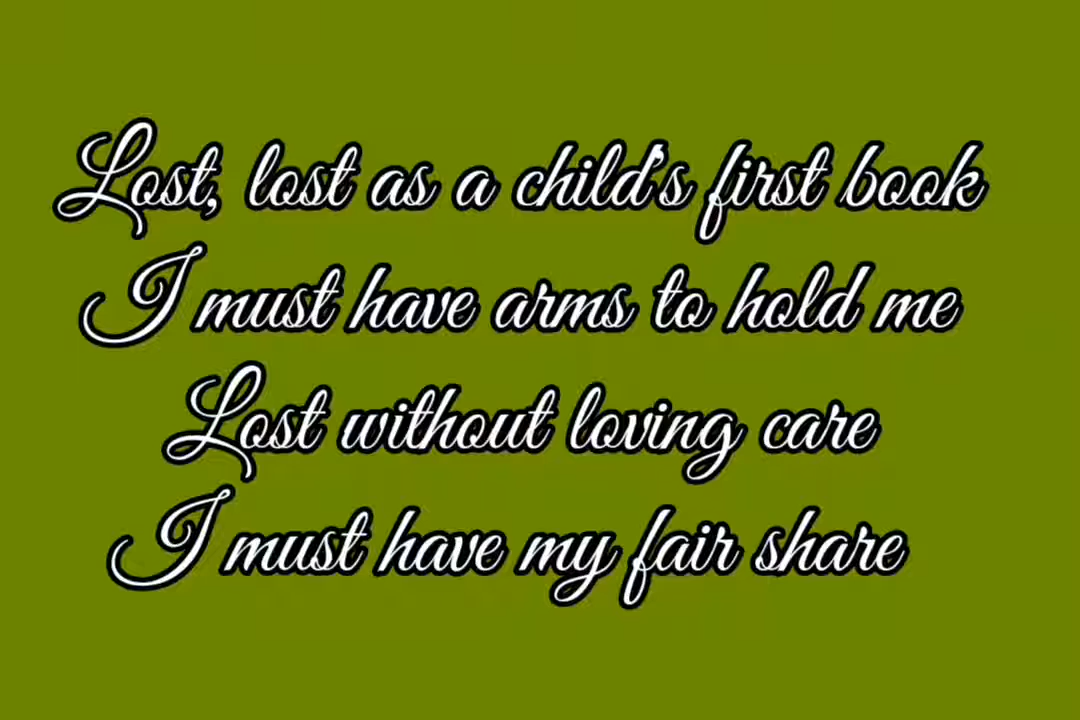 Lost, lost as a child's first book
I must have arms to hold me
Lost without loving care
I must have my fair share